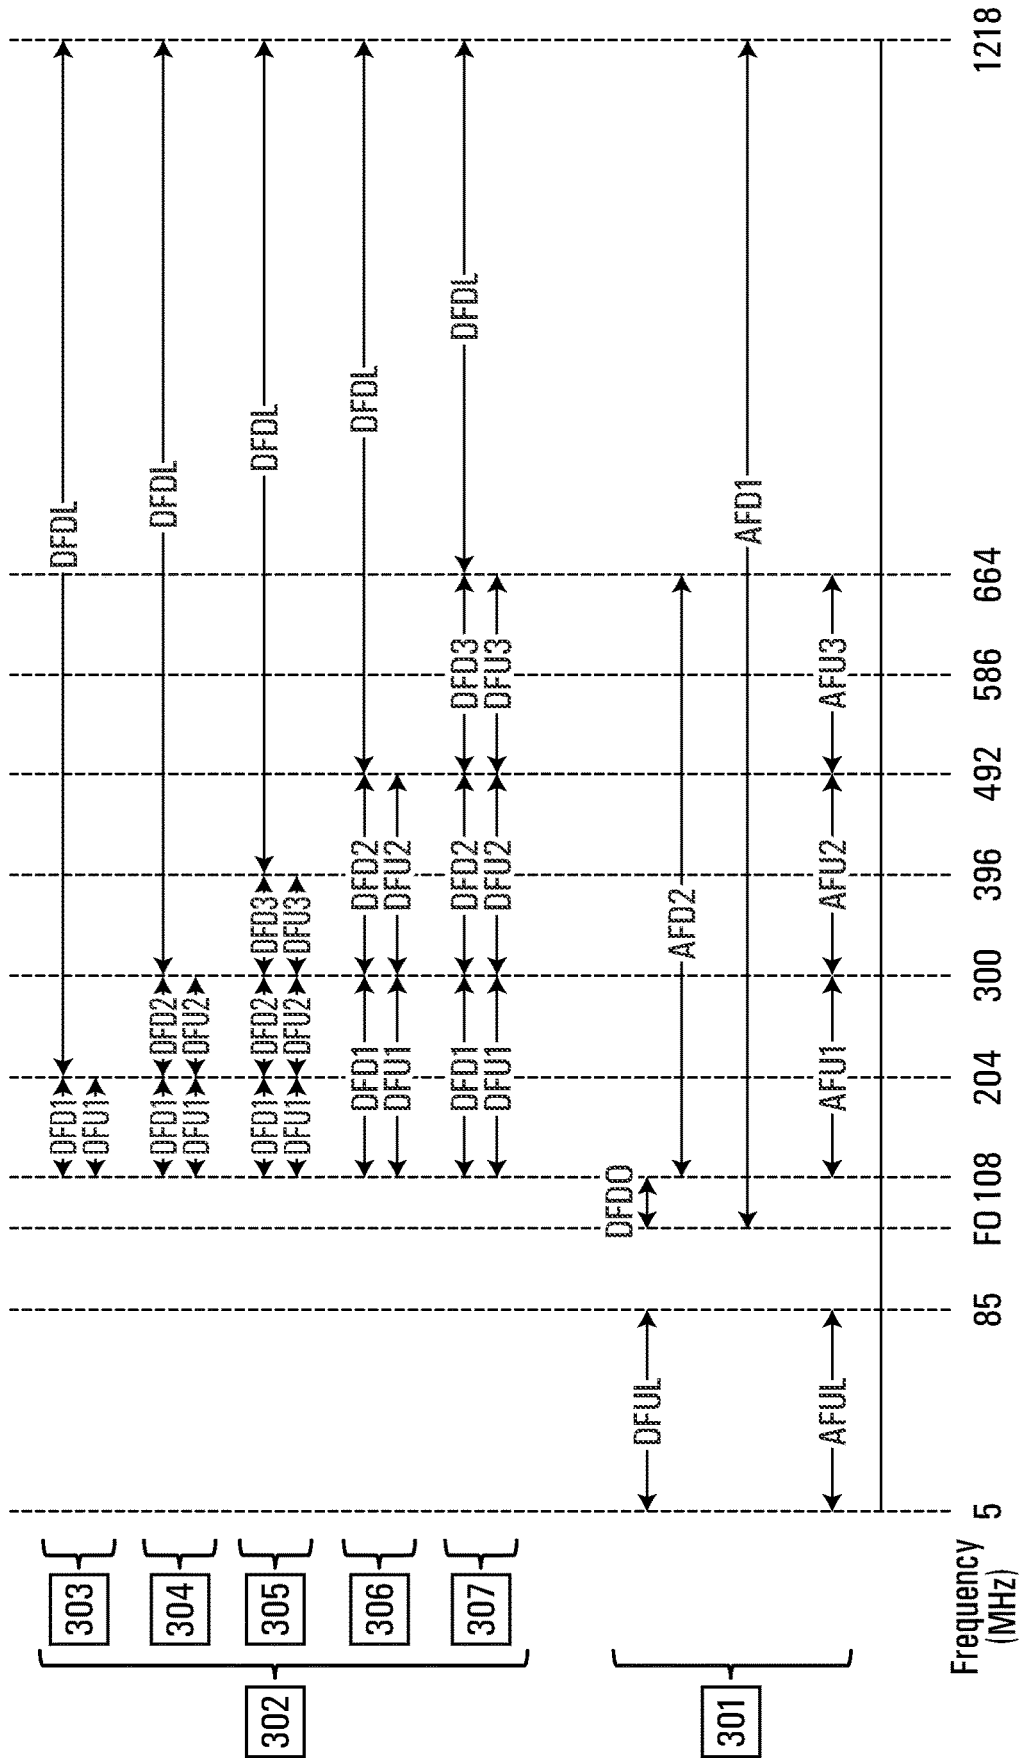 303 DFD1 DFDL
DFU1
304 DFD1 DFD2 DFDL
DFU1 DFU2
302 305 DFD1 DFD2 DFD3 DFDL
DFU1 DFU2 DFU3
306 DFD1 DFD2 DFDL
DFU1 DFU2
307 DFD1 DFD2 DFD3 DFDL
DFU1 DFU2 DFU3
DFDO
DFUL
AFD2
301 AFD1
AFUL AFU1 AFU2 AFU3
Frequency
(MHz) 5 85 FO 108 204 300 396 492 586 664 1218